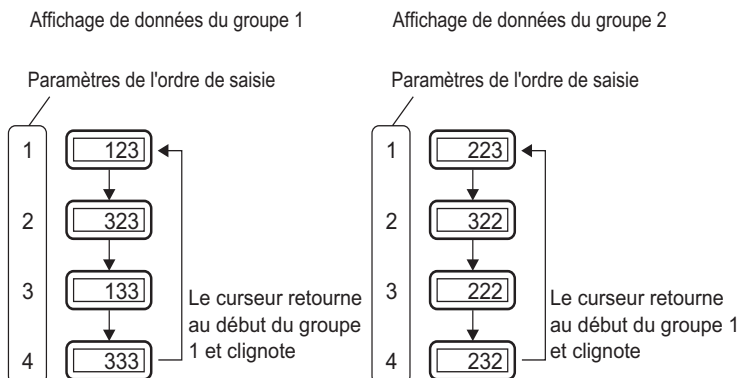 Affichage de données du groupe 1
Affichage de données du groupe 2
Paramètres de l'ordre de saisie
Paramètres de l'ordre de saisie
1
123
2
323
3
133
4
333
Le curseur retourne
au début du groupe
1 et clignote
1
223
2
322
3
222
4
232
Le curseur retourne
au début du groupe 1
et clignote